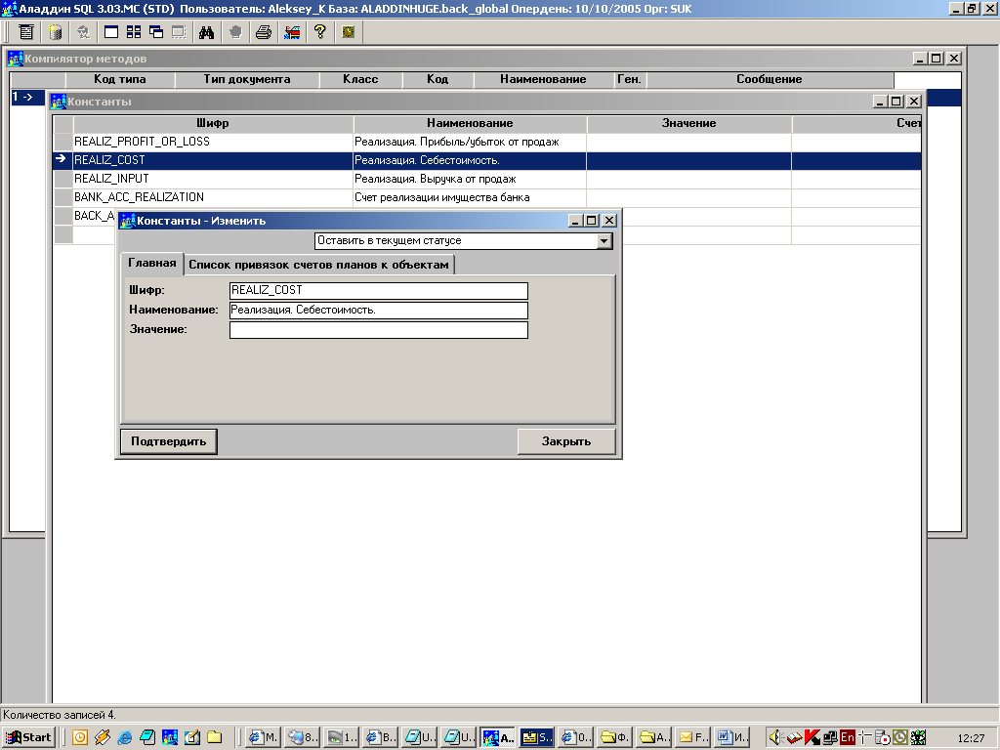 Аладдин SQL 3.03.MC (STD) Пользователь: Aleksey_K База: ALADDINHUGE.back_global Опердень: 10/10/2005 Орг: SUK
Компилятор методов
Код типа Тип документа Класс Код Наименование Ген. Сообщение
1 ->
Константы
Шифр Наименование Значение Счет
REALIZ_PROFIT_OR_LOSS Реализация. Прибыль/убыток от продаж
REALIZ_COST Реализация. Себестоимость.
REALIZ_INPUT Реализация. Выручка от продаж
BANK_ACC_REALIZATION Счет реализации имущества банка
BACK_A
Константы - Изменить
Оставить в текущем статусе
Главная Список привязок счетов планов к объектам
Шифр: REALIZ_COST
Наименование: Реализация. Себестоимость.
Значение:
Подтвердить Закрыть
Количество записей 4.
Start М.. 8.. 1.. В.. U.. U.. А.. S.. 0.. Ф.. А.. F.. И.. En 12:27